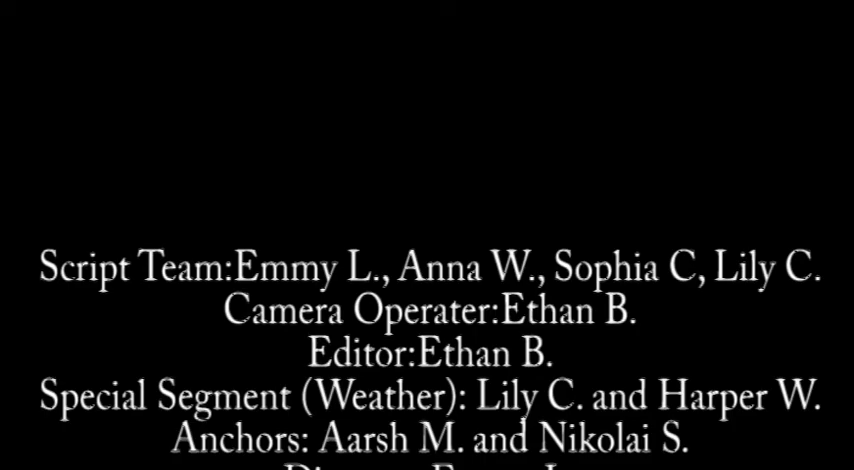 Script Team:Emmy L., Anna W., Sophia C, Lily C.
Camera Operater:Ethan B.
Editor:Ethan B.
Special Segment (Weather): Lily C. and Harper W.
Anchors: Aarsh M. and Nikolai S.